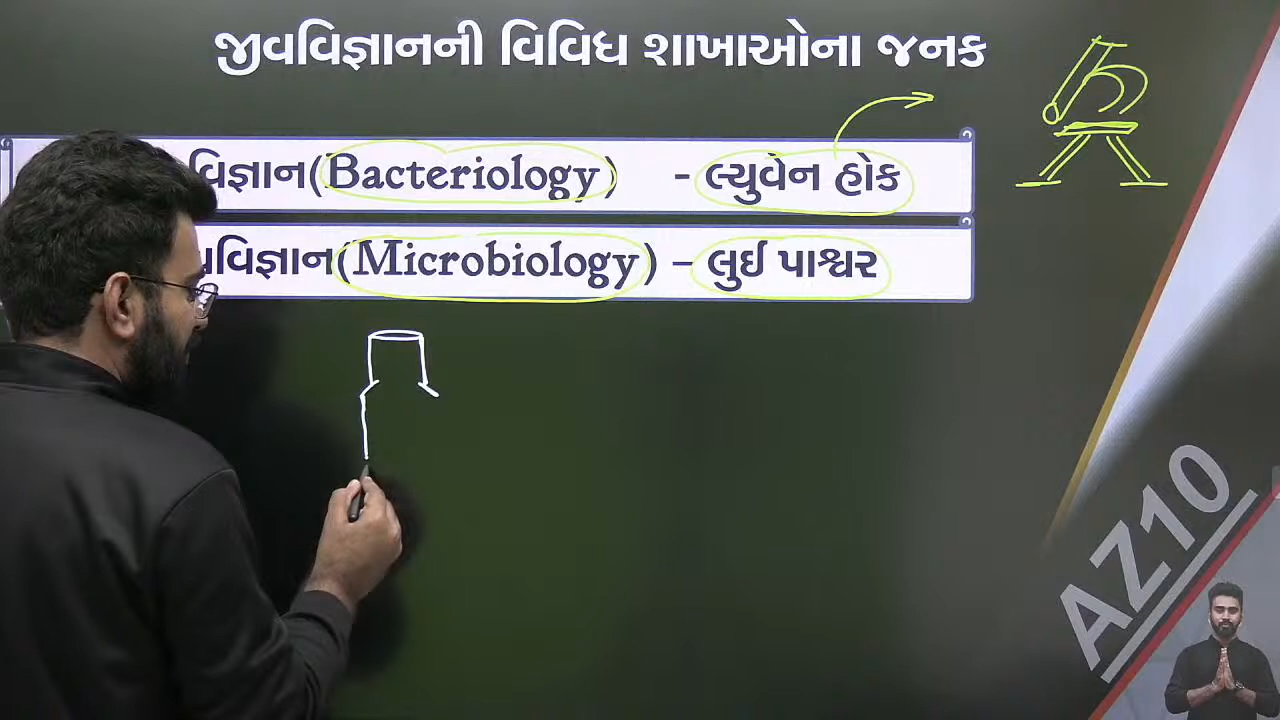 જીવવિજ્ઞાનની વિવિધ શાખાઓના જનક
વિજ્ઞાન(Bacteriology) - લ્યુવેન હોક
વિજ્ઞાન(Microbiology) – લુઈ પાશ્ચર
AZ10